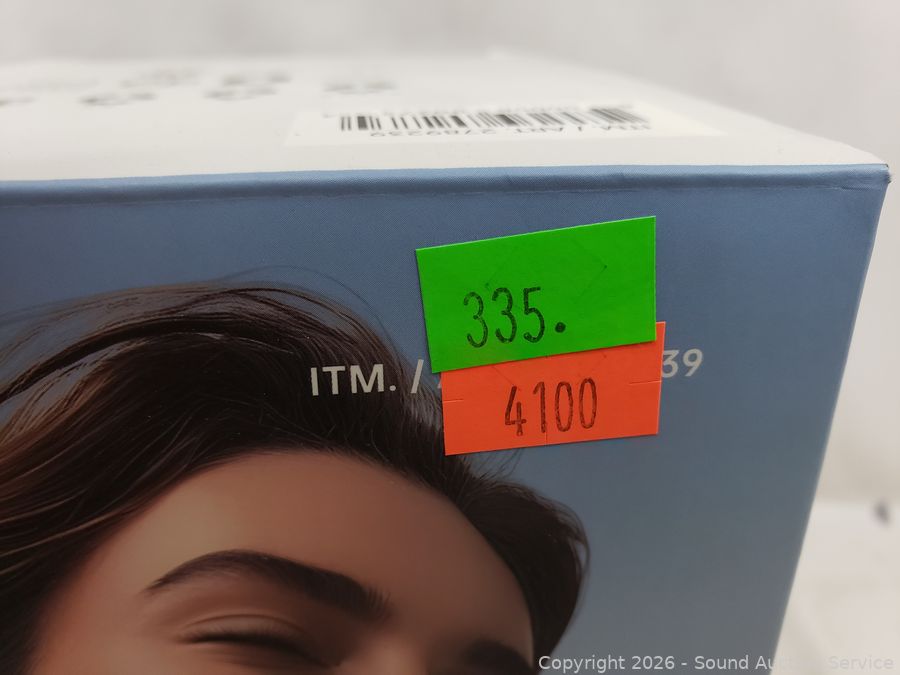 335.
ITM. / 39
4100
Copyright 2026 - Sound Auction Service